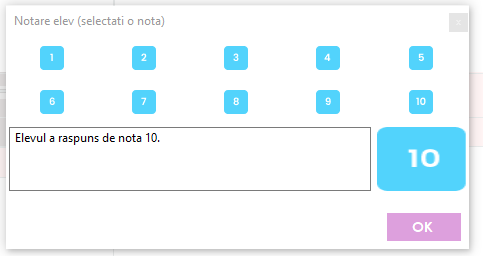 Notare elev (selectati o nota)
x
1 2 3 4 5
6 7 8 9 10
Elevul a raspuns de nota 10.
10
OK